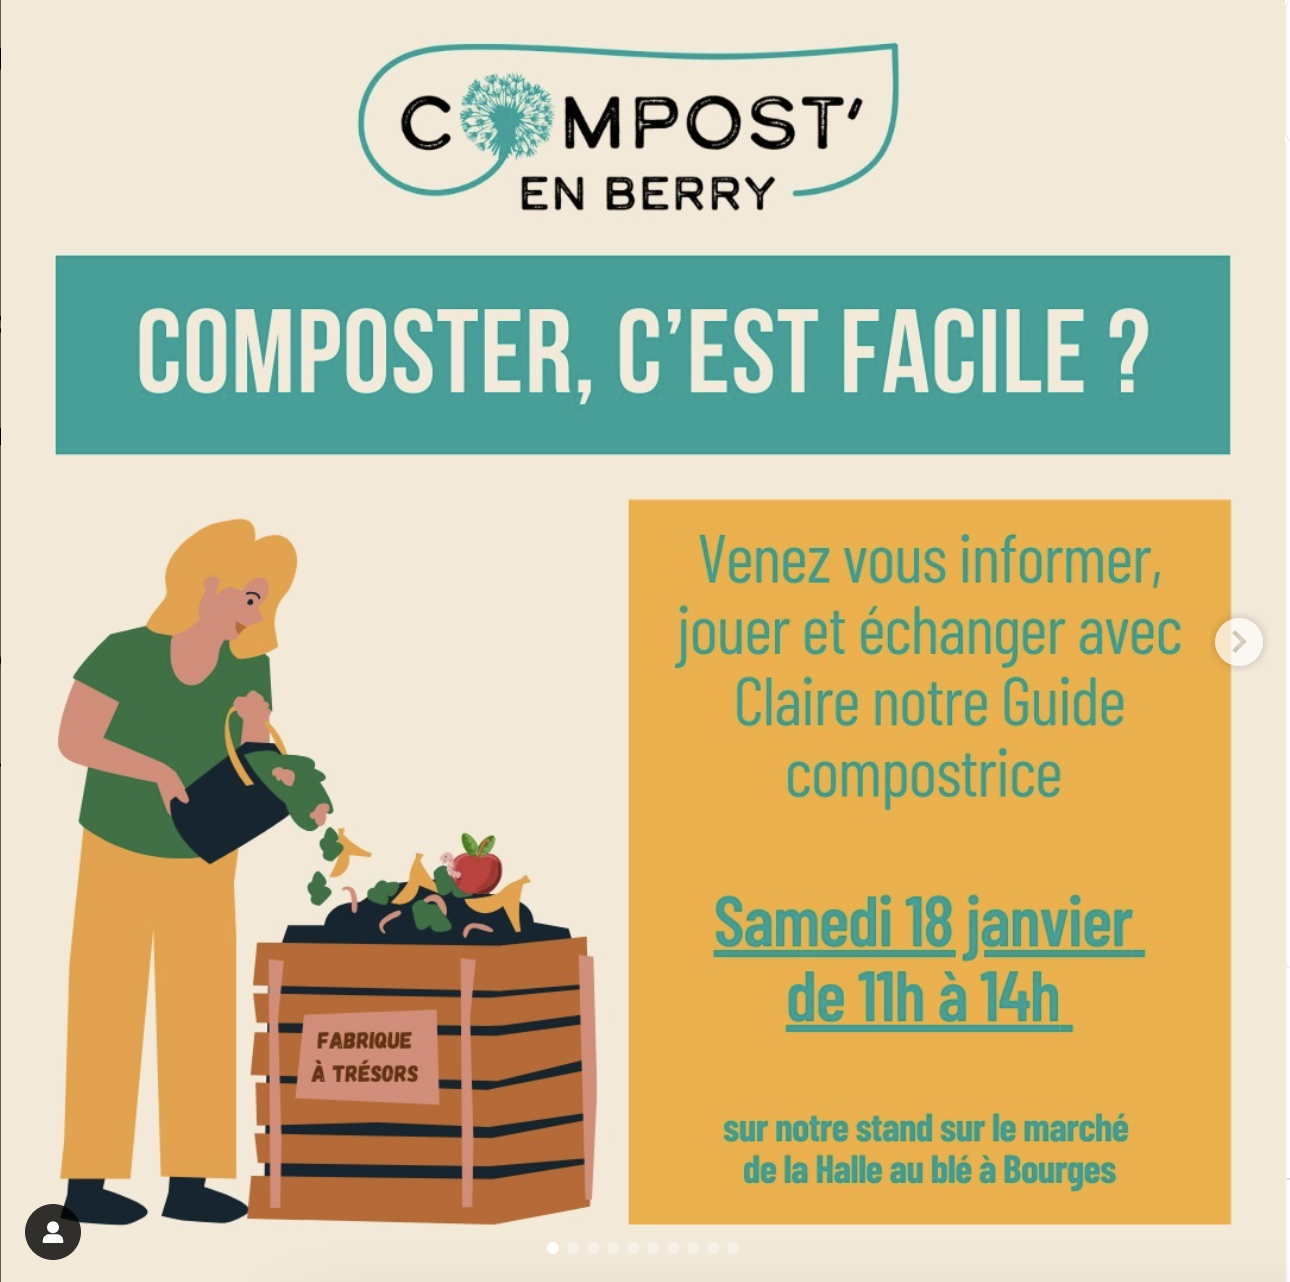 COMPOST'
EN BERRY
COMPOSTER, C'EST FACILE ?
Venez vous informer,
jouer et échanger avec
Claire notre Guide
compostrice
Samedi 18 janvier
de 11h à 14h
sur notre stand sur le marché
de la Halle au blé à Bourges
FABRIQUE
À TRÉSORS